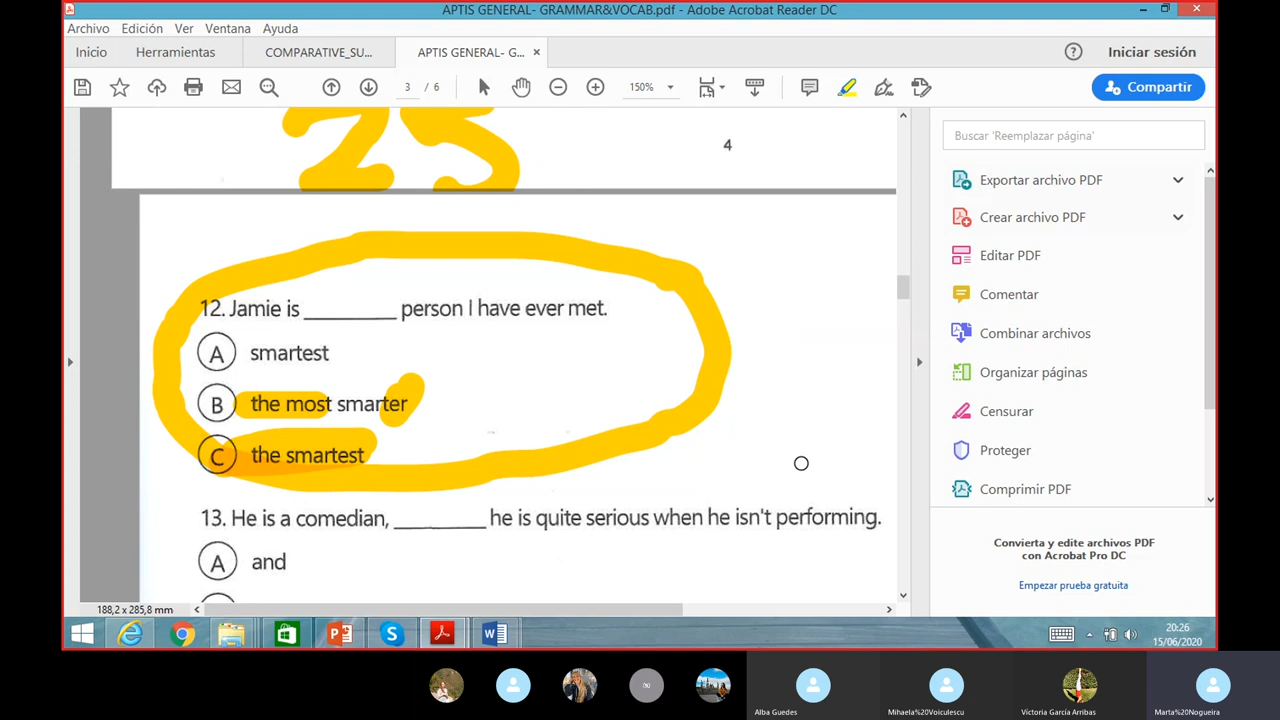 APTIS GENERAL- GRAMMAR&VOCAB.pdf - Adobe Acrobat Reader DC
Archivo Edición Ver Ventana Ayuda
Inicio Herramientas COMPARATIVE_SU... APTIS GENERAL- G... × ? Iniciar sesión
3 / 6 150% Compartir
25
4
Buscar 'Reemplazar página'
Exportar archivo PDF
Crear archivo PDF
Editar PDF
Comentar
Combinar archivos
Organizar páginas
Censurar
Proteger
Comprimir PDF
Convierta y edite archivos PDF
con Acrobat Pro DC
Empezar prueba gratuita
12. Jamie is _________ person I have ever met.
A smartest
B the most smarter
C the smartest
13. He is a comedian, _________ he is quite serious when he isn't performing.
A and
188,2 x 285,8 mm
20:26
15/06/2020
Alba Guedes Mihaela%20Voiculescu Víctoria García Arribas Marta%20Nogueira